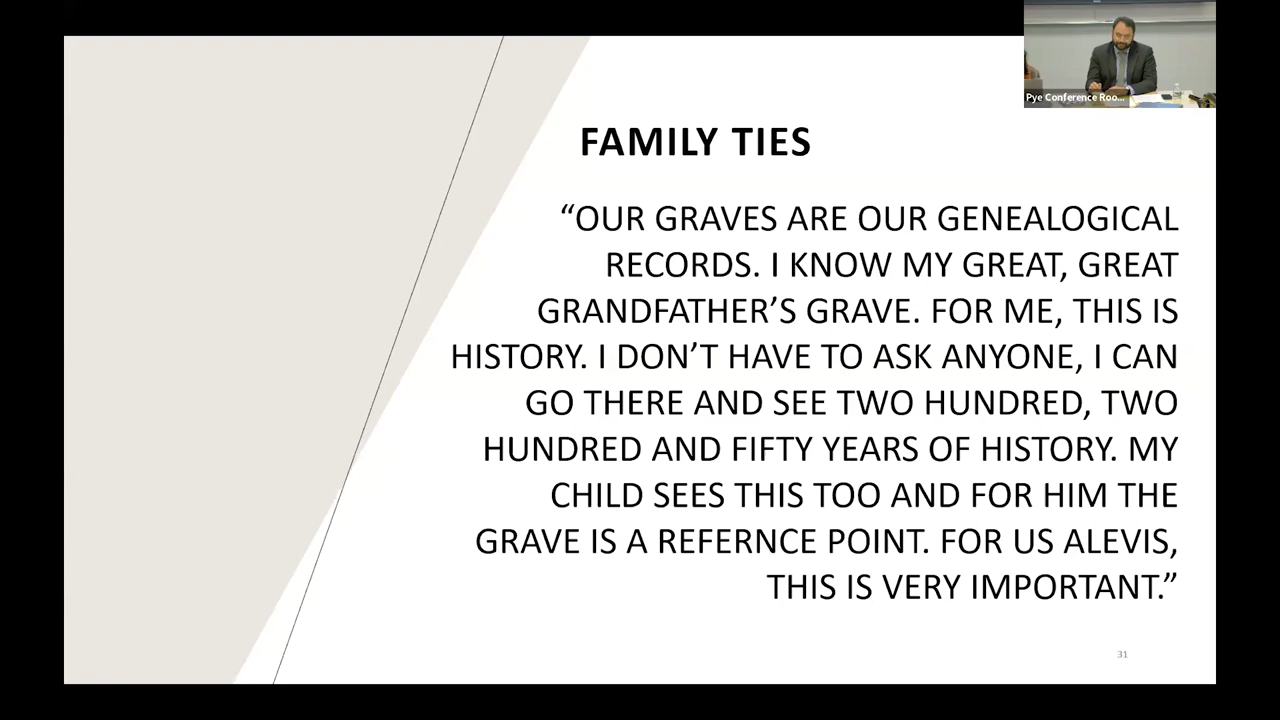 Pye Conference Roo...
FAMILY TIES
“OUR GRAVES ARE OUR GENEALOGICAL
RECORDS. I KNOW MY GREAT, GREAT
GRANDFATHER’S GRAVE. FOR ME, THIS IS
HISTORY. I DON’T HAVE TO ASK ANYONE, I CAN
GO THERE AND SEE TWO HUNDRED, TWO
HUNDRED AND FIFTY YEARS OF HISTORY. MY
CHILD SEES THIS TOO AND FOR HIM THE
GRAVE IS A REFERNCE POINT. FOR US ALEVIS,
THIS IS VERY IMPORTANT.”
31